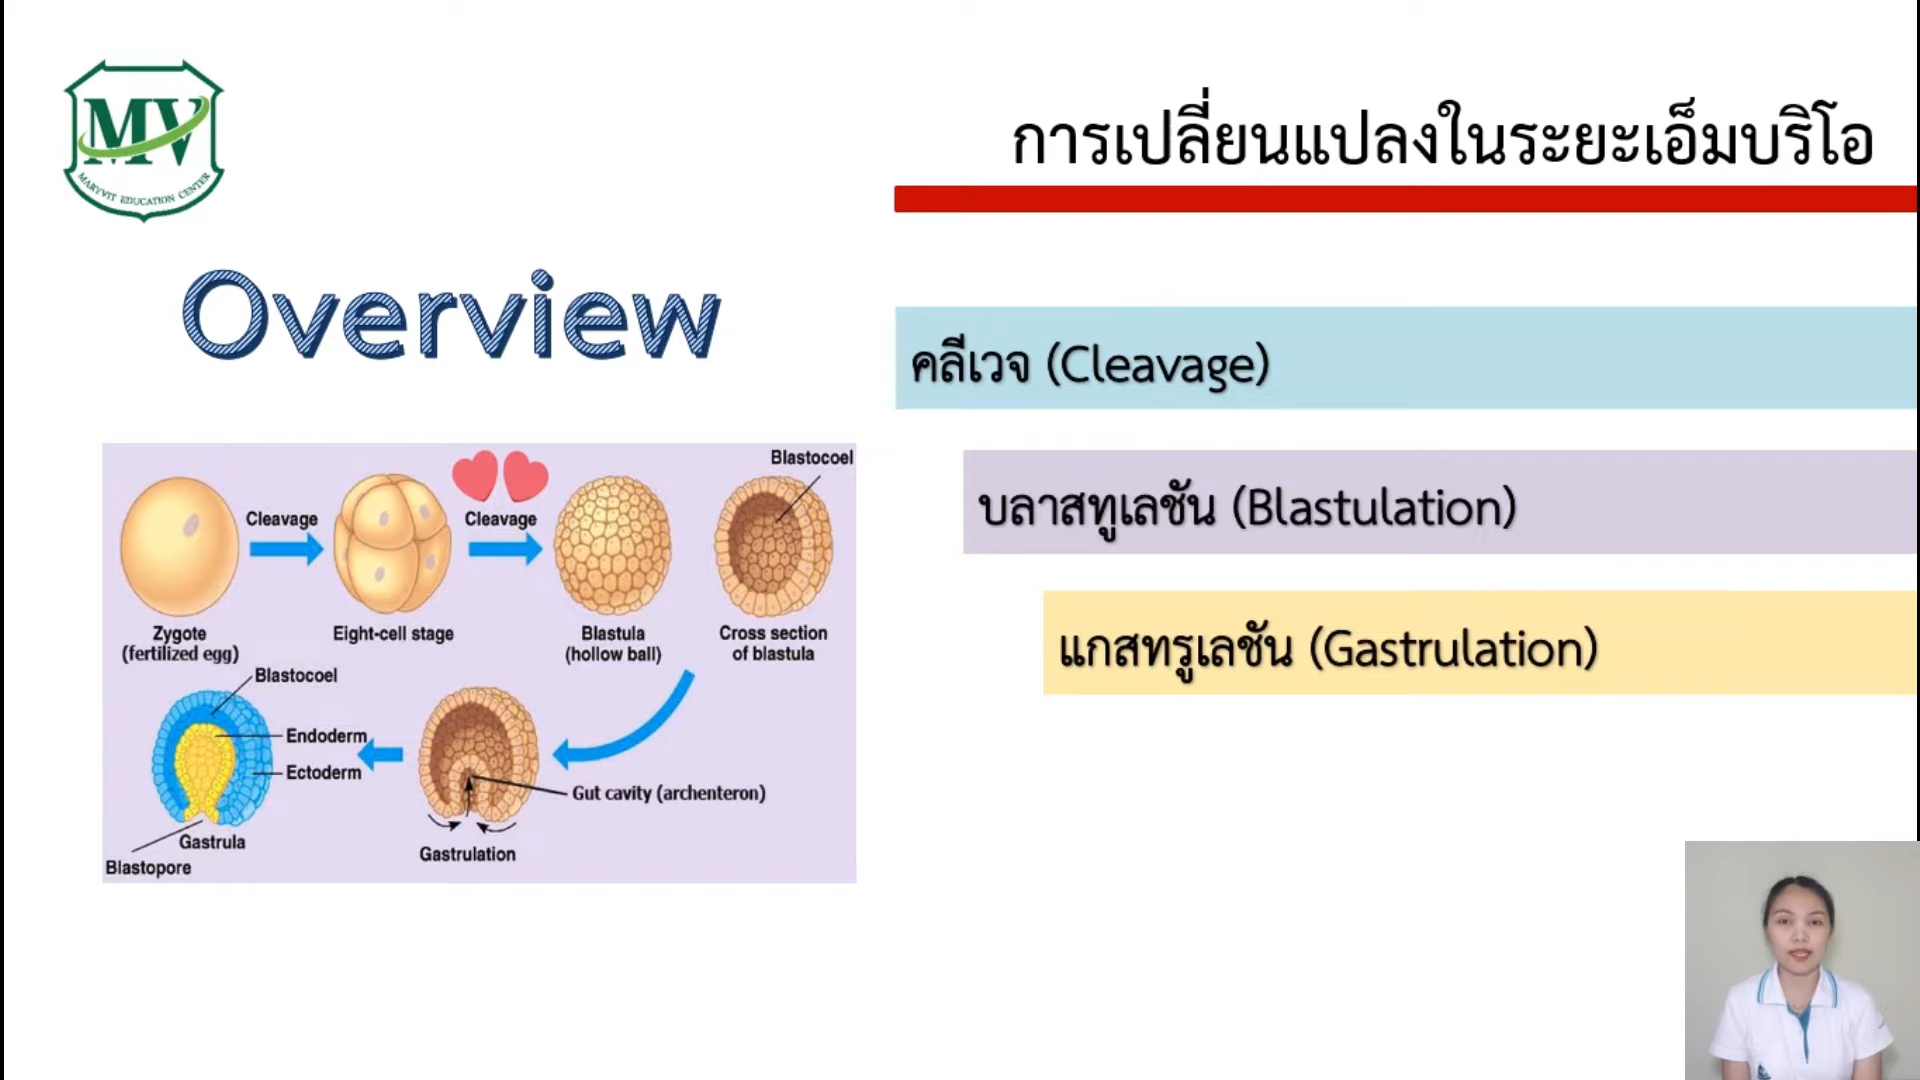 MV
MARYVIT EDUCATION CENTER
การเปลี่ยนแปลงในระยะเอ็มบริโอ
Overview
คลีเวจ (Cleavage)
บลาสทูเลชัน (Blastulation)
แกสทรูเลชัน (Gastrulation)
Blastocoel
Cleavage
Cleavage
Zygote
(fertilized egg)
Eight-cell stage
Blastula
(hollow ball)
Cross section
of blastula
Blastocoel
Endoderm
Ectoderm
Gut cavity (archenteron)
Gastrula
Gastrulation
Blastopore